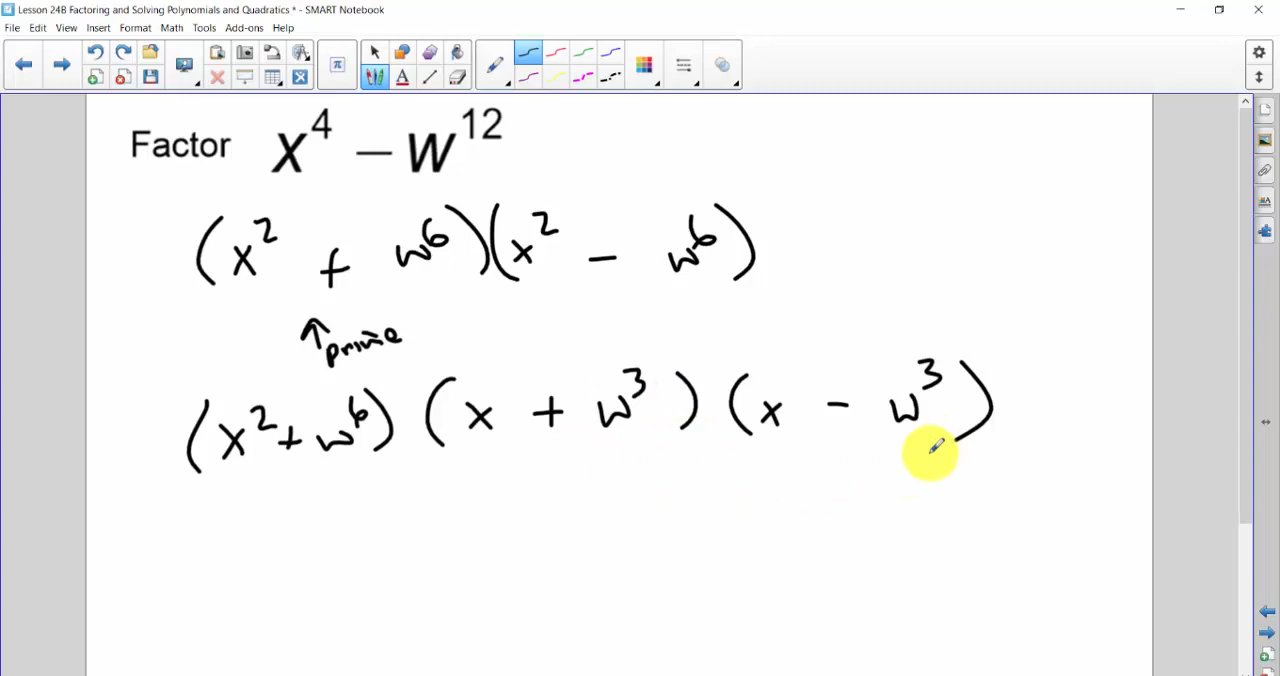 Lesson 24B Factoring and Solving Polynomials and Quadratics * - SMART Notebook
File Edit View Insert Format Math Tools Add-ons Help
Factor X^4 - W^12
(x^2 + w^6)(x^2 - w^6)
↑prime
(x^2+w^6) (x + w^3) (x - w^3)